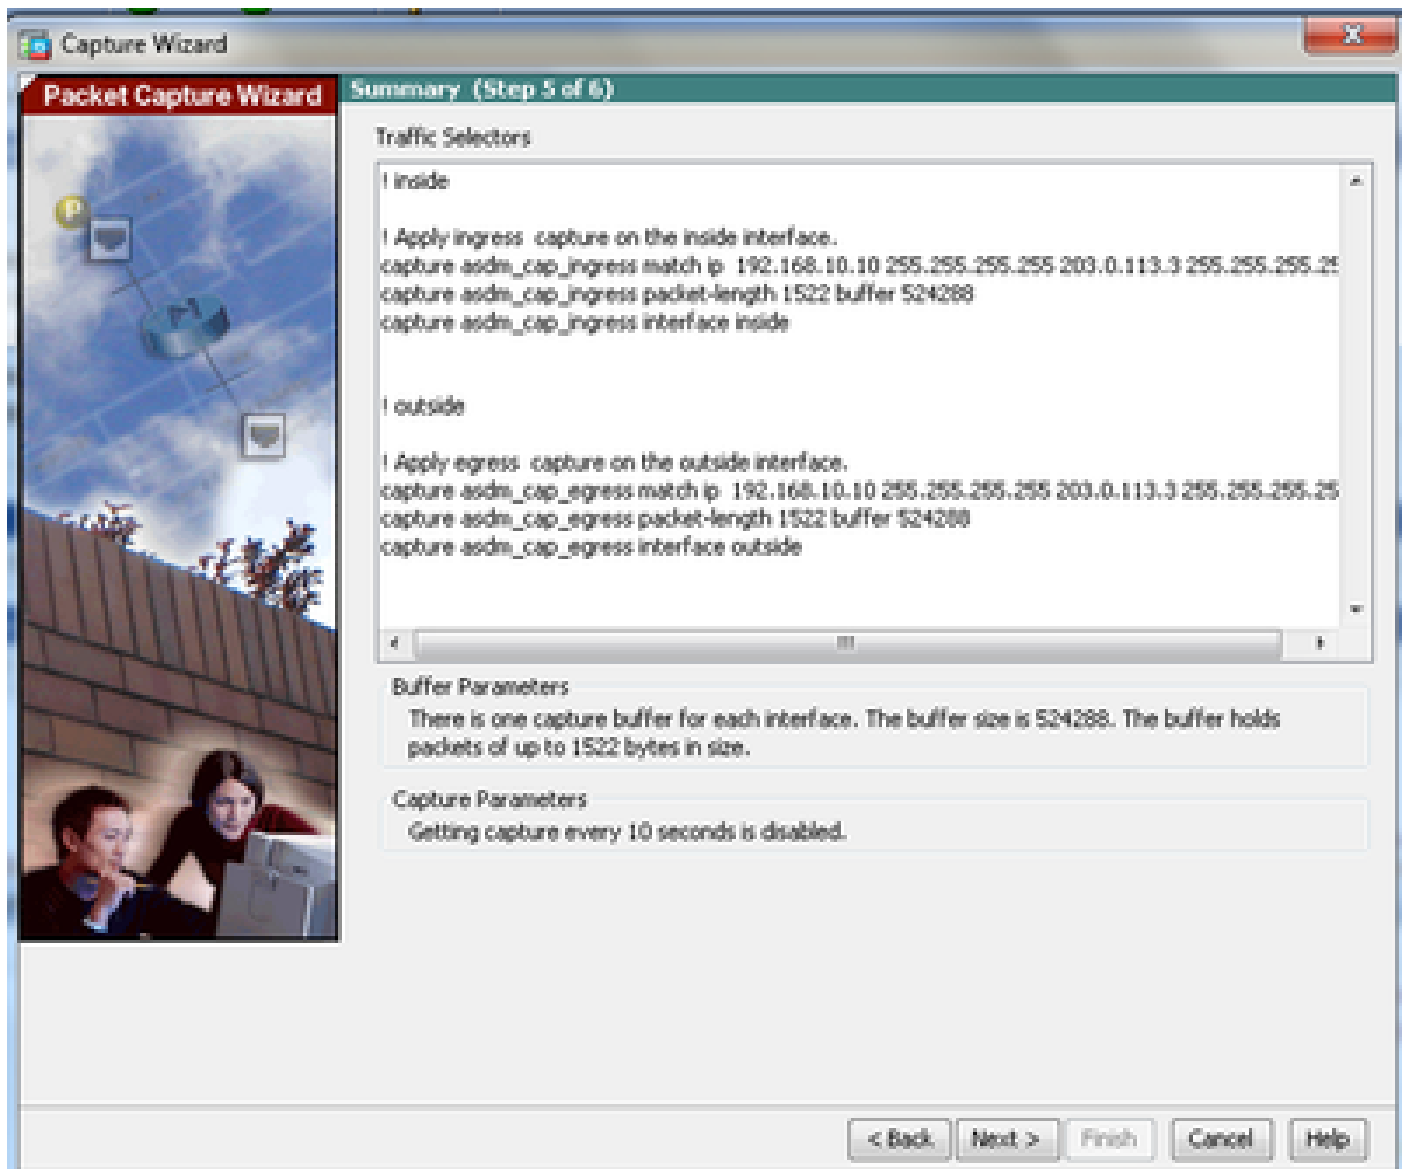 Capture Wizard
Packet Capture Wizard
Summary (Step 5 of 6)
Traffic Selectors
! inside
! Apply ingress  capture on the inside interface.
capture asdm_cap_ingress match ip  192.168.10.10 255.255.255.255 203.0.113.3 255.255.255.25
capture asdm_cap_ingress packet-length 1522 buffer 524288
capture asdm_cap_ingress interface inside
! outside
! Apply egress  capture on the outside interface.
capture asdm_cap_egress match ip  192.168.10.10 255.255.255.255 203.0.113.3 255.255.255.25
capture asdm_cap_egress packet-length 1522 buffer 524288
capture asdm_cap_egress interface outside
Buffer Parameters
There is one capture buffer for each interface. The buffer size is 524288. The buffer holds
packets of up to 1522 bytes in size.
Capture Parameters
Getting capture every 10 seconds is disabled.
< Back Next > Finish Cancel Help